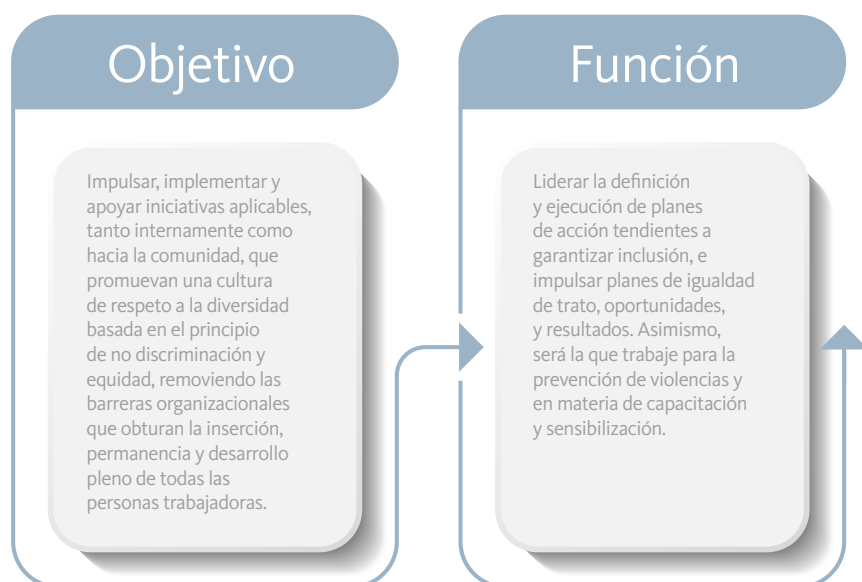 Objetivo
Impulsar, implementar y
apoyar iniciativas aplicables,
tanto internamente como
hacia la comunidad, que
promuevan una cultura
de respeto a la diversidad
basada en el principio
de no discriminación y
equidad, removiendo las
barreras organizacionales
que obturan la inserción,
permanencia y desarrollo
pleno de todas las
personas trabajadoras.
Función
Liderar la definición
y ejecución de planes
de acción tendientes a
garantizar inclusión, e
impulsar planes de igualdad
de trato, oportunidades,
y resultados. Asimismo,
será la que trabaje para la
prevención de violencias y
en materia de capacitación
y sensibilización.